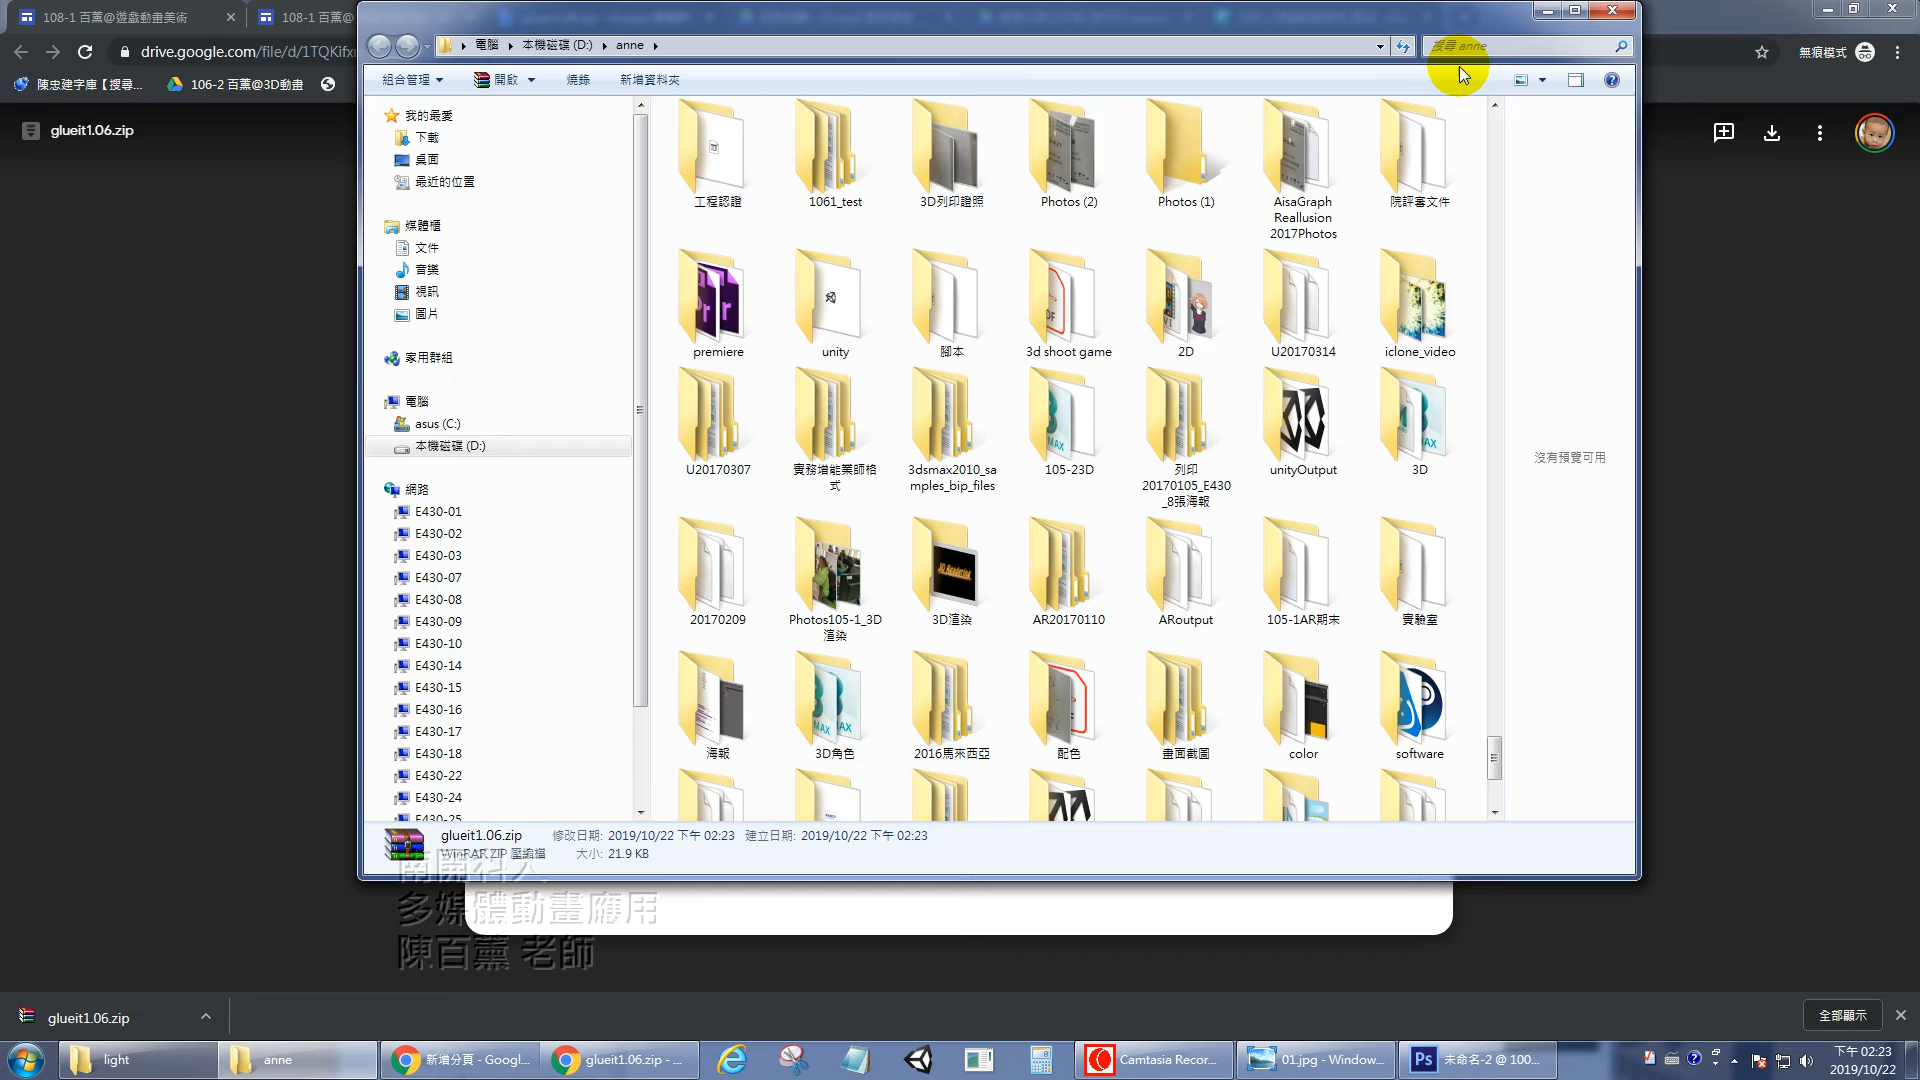 108-1 百薰@遊戲動畫美術
108-1 百薰@
drive.google.com/file/d/1TQKifx
無痕模式
陳忠建字庫【搜尋...
106-2 百薰@3D動畫
glueit1.06.zip
電腦
本機磁碟 (D:)
anne
搜尋 anne
組合管理
開啟
燒錄
新增資料夾
我的最愛
下載
桌面
最近的位置
媒體櫃
文件
音樂
視訊
圖片
家用群組
電腦
asus (C:)
本機磁碟 (D:)
網路
E430-01
E430-02
E430-03
E430-07
E430-08
E430-09
E430-10
E430-14
E430-15
E430-16
E430-17
E430-18
E430-22
E430-24
E430-25
工程認證
1061_test
3D列印證照
Photos (2)
Photos (1)
AisaGraph
Reallusion
2017Photos
院評審文件
premiere
unity
腳本
3d shoot game
2D
U20170314
iclone_video
U20170307
實務增能業師格
式
3dsmax2010_sa
mples_bip_files
105-23D
列印
20170105_E430
_8張海報
unityOutput
3D
20170209
Photos105-1_3D
渲染
3D渲染
AR20170110
ARoutput
105-1AR期末
實驗室
海報
3D角色
2016馬來西亞
配色
畫面截圖
color
software
沒有預覽可用
glueit1.06.zip
修改日期: 2019/10/22 下午 02:23
建立日期: 2019/10/22 下午 02:23
WinRAR ZIP 壓縮檔
大小: 21.9 KB
南開科大
多媒體動畫應用
陳百薰 老師
glueit1.06.zip
全部顯示
light
anne
新增分頁 - Googl...
glueit1.06.zip - ...
Camtasia Recor...
01.jpg - Window...
未命名-2 @ 100...
下午 02:23
2019/10/22